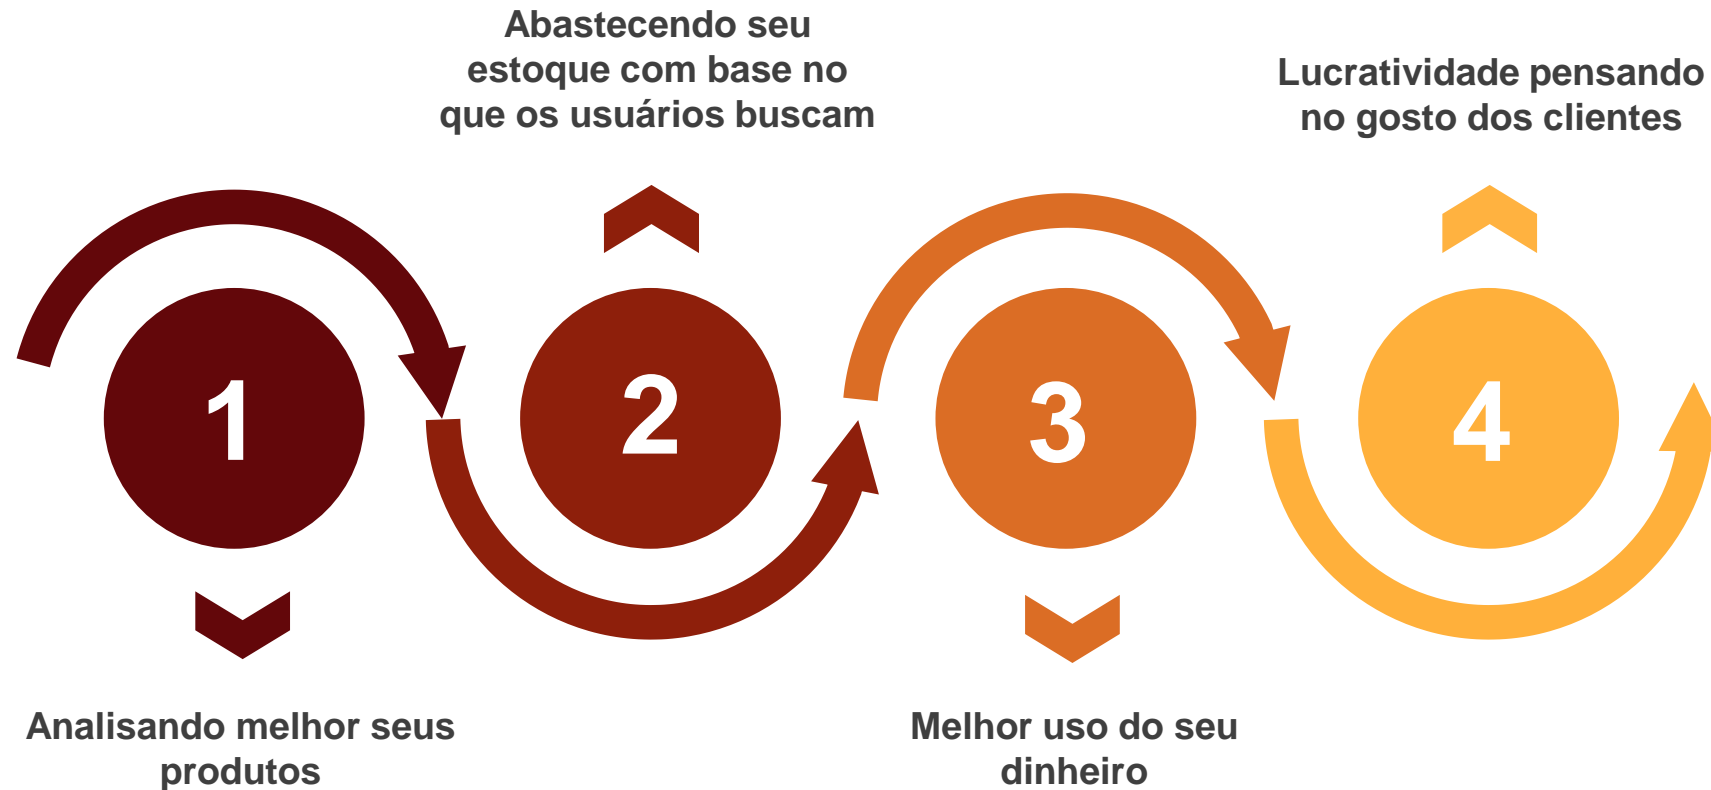 Abastecendo seu
estoque com base no
que os usuários buscam
Lucratividade pensando
no gosto dos clientes
1
2
3
4
Analisando melhor seus
produtos
Melhor uso do seu
dinheiro